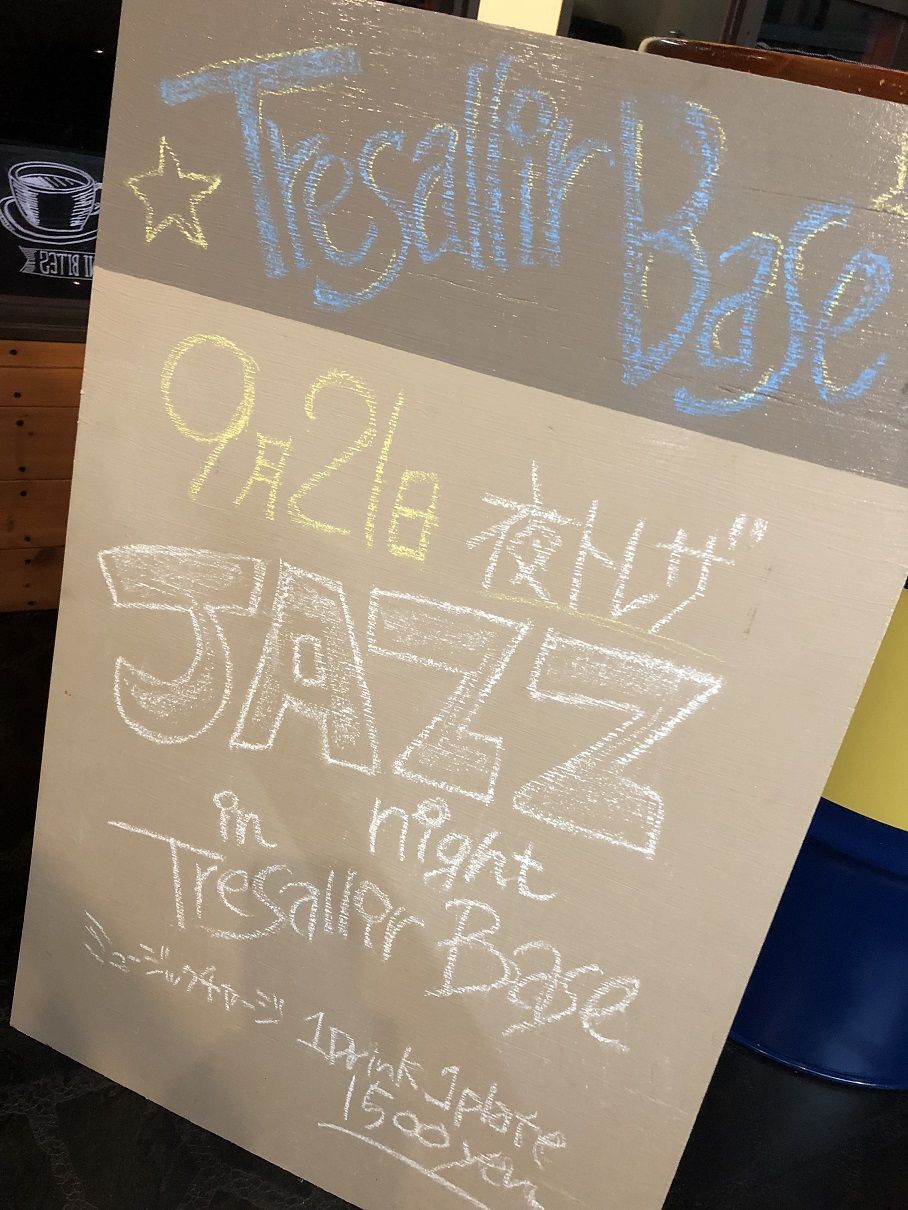 Tresallir Base
9月21日 夜トレザ
JAZZ
in night
Tresallir Base
ミュージックチャージ 1Drink 1plate
1500yen